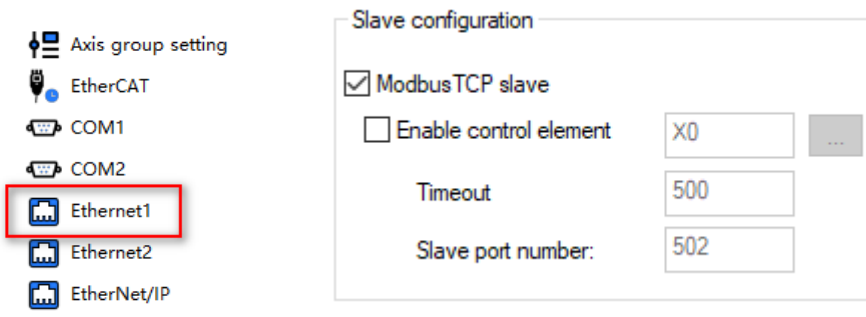 Axis group setting
EtherCAT
COM1
COM2
Ethernet1
Ethernet2
EtherNet/IP
Slave configuration
ModbusTCP slave
Enable control element X0 ...
Timeout 500
Slave port number: 502